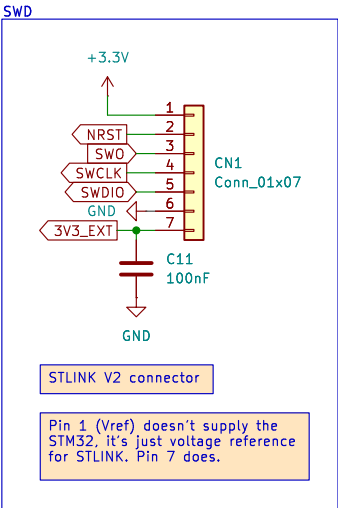 SWD
+3.3V
1
NRST 2
SWO 3
SWCLK 4
SWDIO 5
GND 6
3V3_EXT 7
CN1
Conn_01x07
C11
100nF
GND
STLINK V2 connector
Pin 1 (Vref) doesn't supply the
STM32, it's just voltage reference
for STLINK. Pin 7 does.